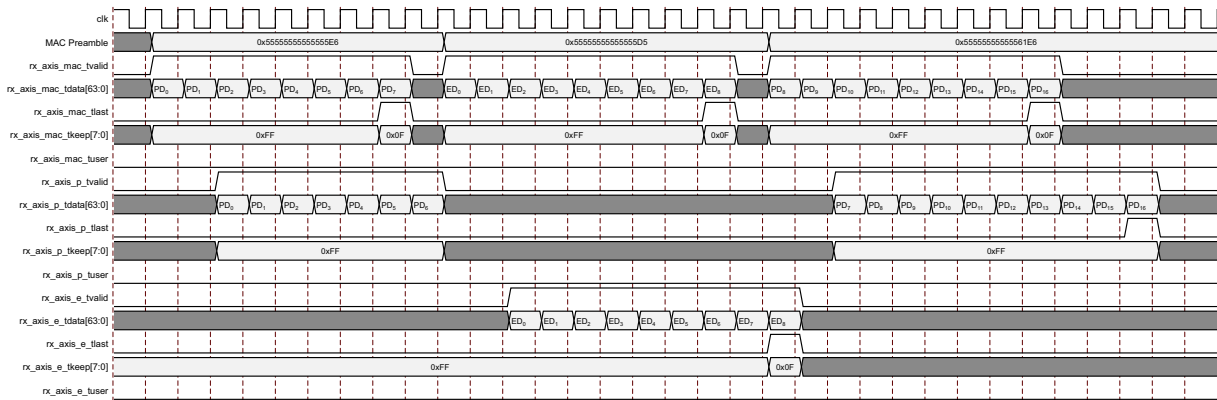 clk
MAC Preamble 0x55555555555555E6 0x55555555555555D5 0x55555555555561E6
rx_axis_mac_tvalid
rx_axis_mac_tdata[63:0] PD₀ PD₁ PD₂ PD₃ PD₄ PD₅ PD₆ PD₇ ED₀ ED₁ ED₂ ED₃ ED₄ ED₅ ED₆ ED₇ ED₈ PD₈ PD₉ PD₁₀ PD₁₁ PD₁₂ PD₁₃ PD₁₄ PD₁₅ PD₁₆
rx_axis_mac_tlast
rx_axis_mac_tkeep[7:0] 0xFF 0x0F 0xFF 0x0F 0xFF 0x0F
rx_axis_mac_tuser
rx_axis_p_tvalid
rx_axis_p_tdata[63:0] PD₀ PD₁ PD₂ PD₃ PD₄ PD₅ PD₆ PD₇ PD₈ PD₉ PD₁₀ PD₁₁ PD₁₂ PD₁₃ PD₁₄ PD₁₅ PD₁₆
rx_axis_p_tlast
rx_axis_p_tkeep[7:0] 0xFF 0xFF
rx_axis_p_tuser
rx_axis_e_tvalid
rx_axis_e_tdata[63:0] ED₀ ED₁ ED₂ ED₃ ED₄ ED₅ ED₆ ED₇ ED₈
rx_axis_e_tlast
rx_axis_e_tkeep[7:0] 0xFF 0x0F
rx_axis_e_tuser